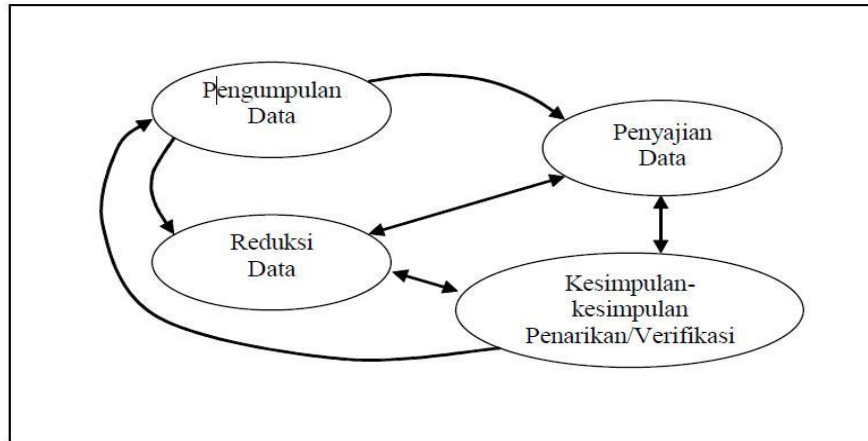 Pengumpulan
Data
Penyajian
Data
Reduksi
Data
Kesimpulan-
kesimpulan
Penarikan/Verifikasi